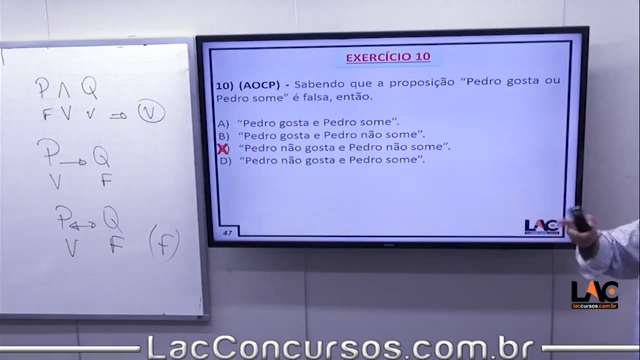 P ∧ Q
F V V ⇒ V
P → Q
V F
P ↔ Q
V F (F)
EXERCÍCIO 10
10) (AOCP) - Sabendo que a proposição “Pedro gosta ou
Pedro some” é falsa, então.
A) “Pedro gosta e Pedro some”.
B) “Pedro gosta e Pedro não some”.
X) “Pedro não gosta e Pedro não some”.
D) “Pedro não gosta e Pedro some”.
47
LAC
LAC
laccursos.com.br
LacConcursos.com.br